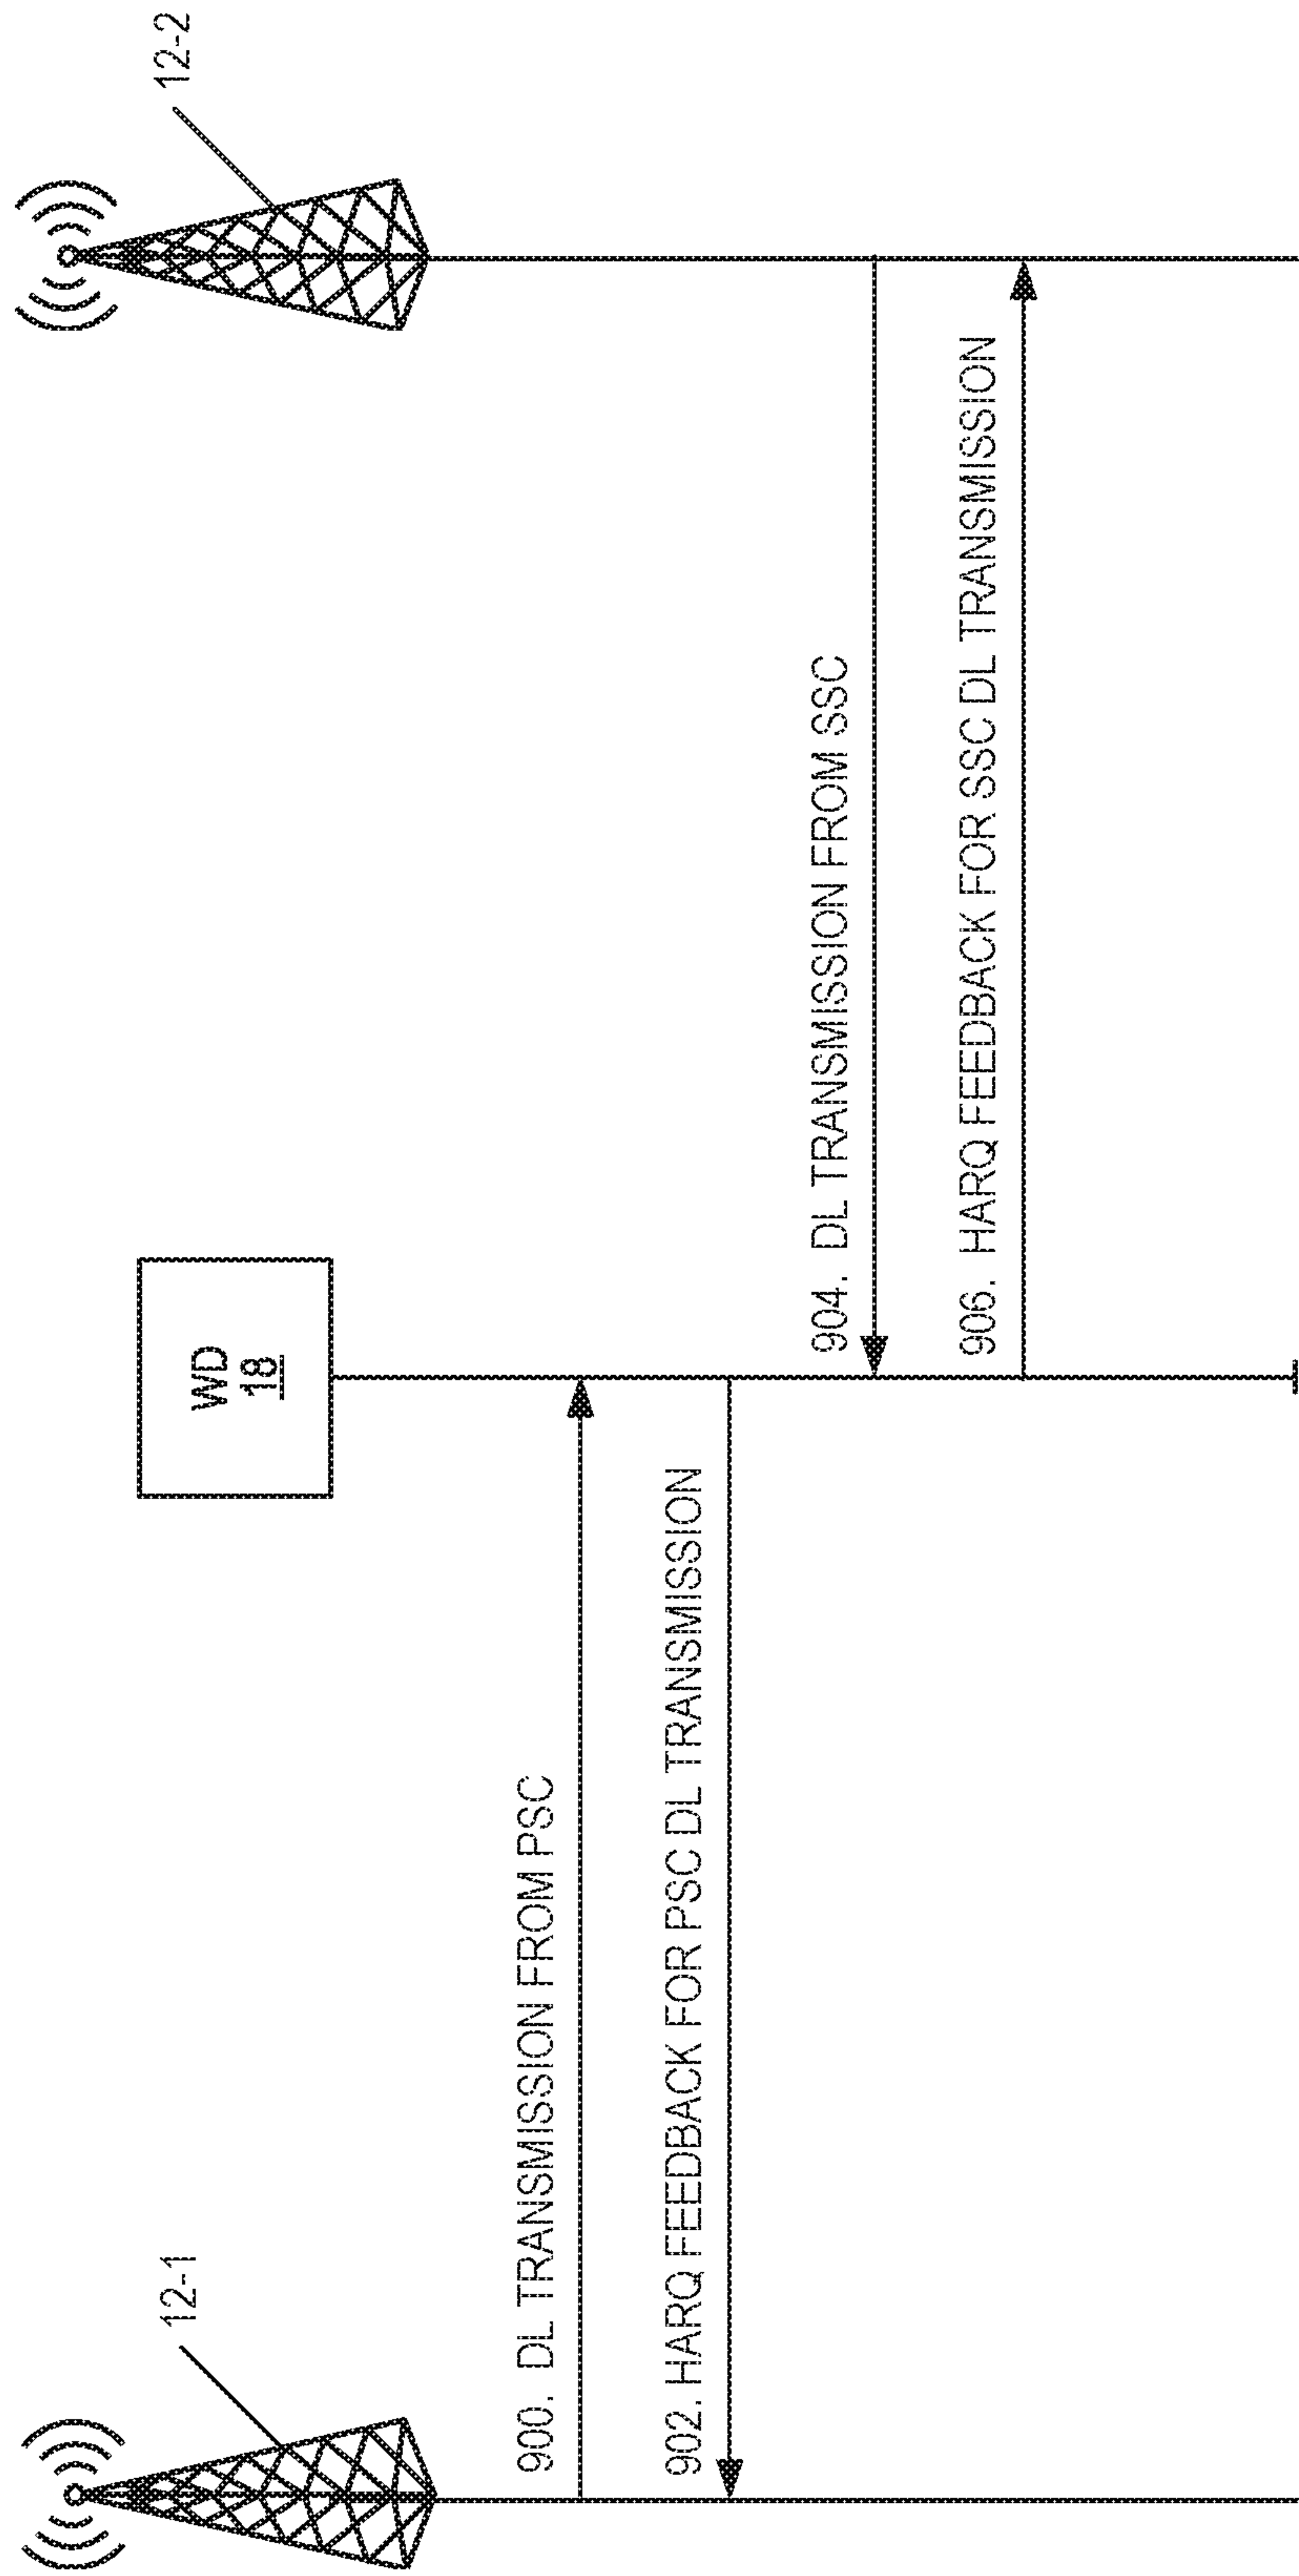 12-1
WD
18
12-2
900. DL TRANSMISSION FROM PSC
902. HARQ FEEDBACK FOR PSC DL TRANSMISSION
904. DL TRANSMISSION FROM SSC
906. HARQ FEEDBACK FOR SSC DL TRANSMISSION